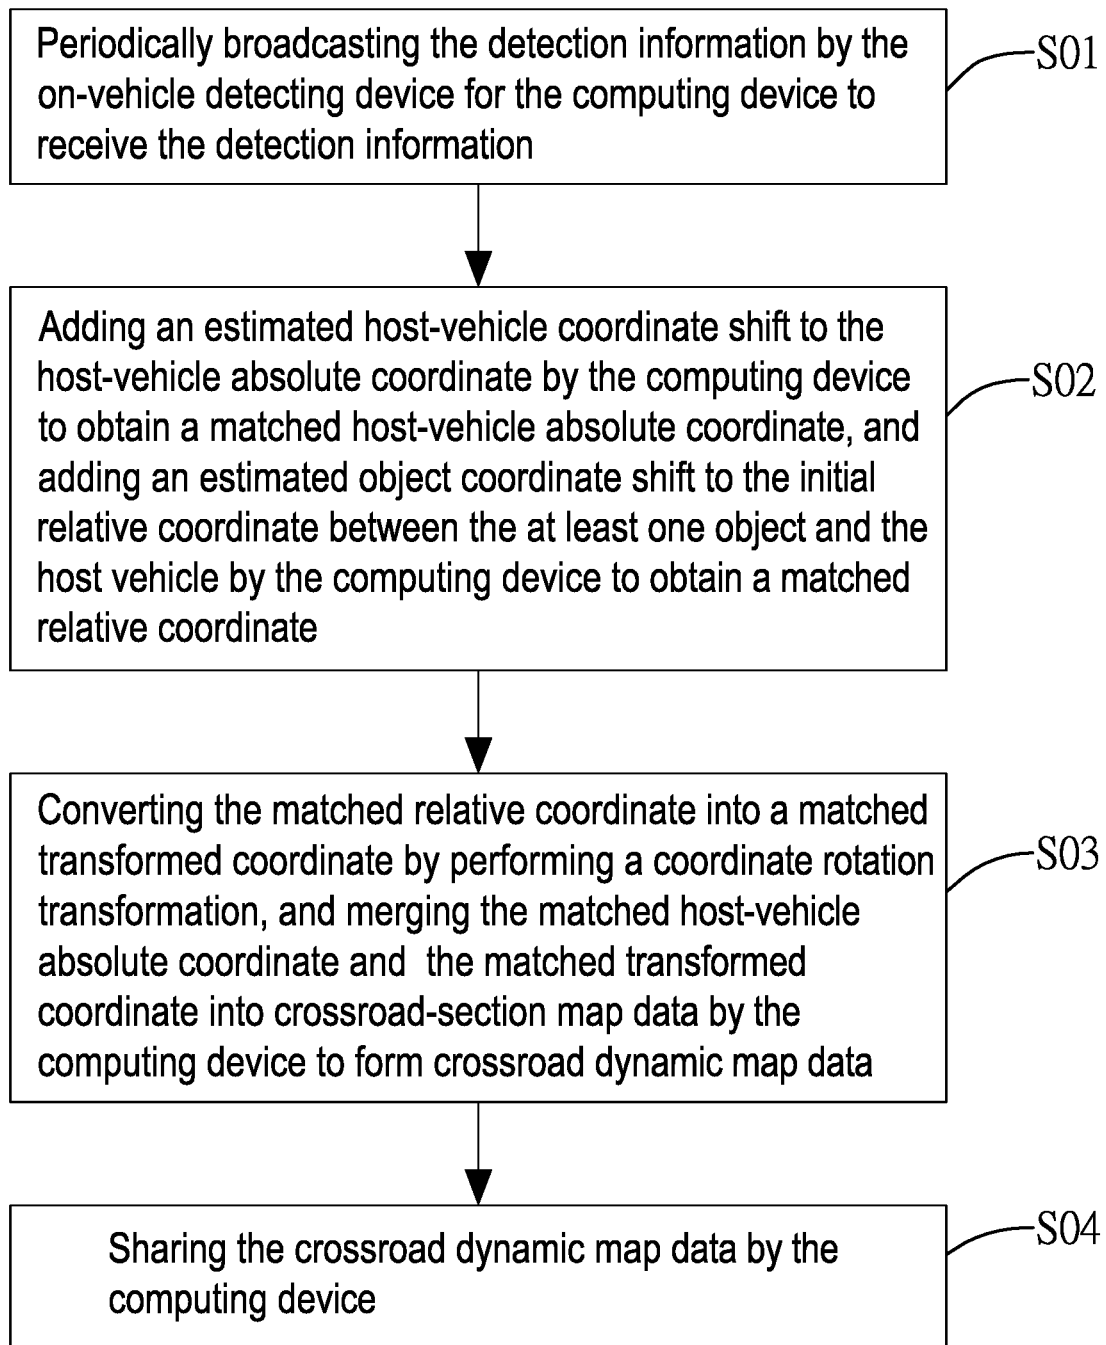 Periodically broadcasting the detection information by the
on-vehicle detecting device for the computing device to
receive the detection information
S01
Adding an estimated host-vehicle coordinate shift to the
host-vehicle absolute coordinate by the computing device
to obtain a matched host-vehicle absolute coordinate, and
adding an estimated object coordinate shift to the initial
relative coordinate between the at least one object and the
host vehicle by the computing device to obtain a matched
relative coordinate
S02
Converting the matched relative coordinate into a matched
transformed coordinate by performing a coordinate rotation
transformation, and merging the matched host-vehicle
absolute coordinate and the matched transformed
coordinate into crossroad-section map data by the
computing device to form crossroad dynamic map data
S03
Sharing the crossroad dynamic map data by the
computing device
S04